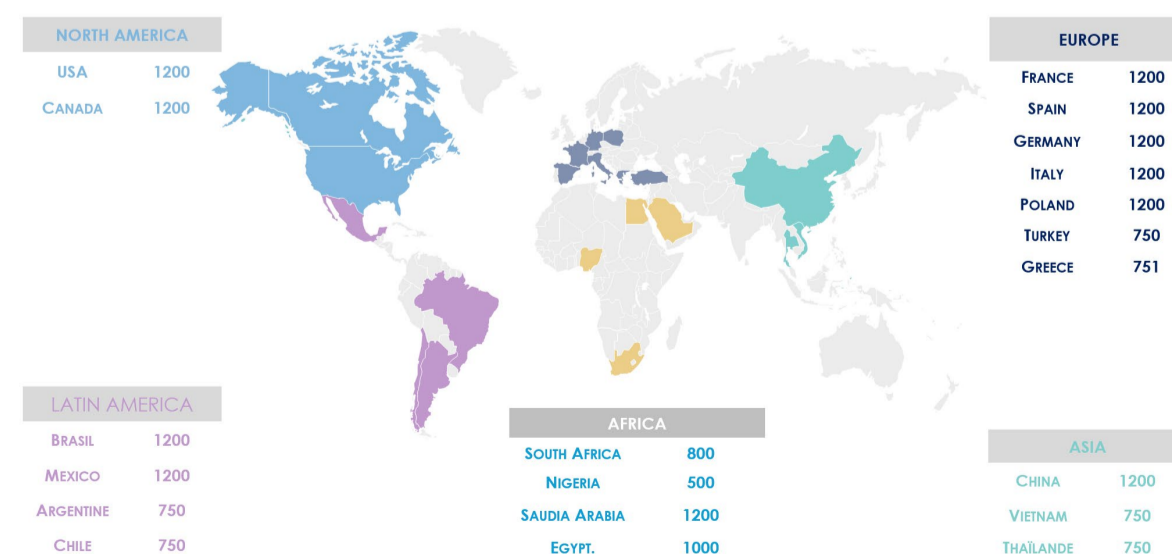 NORTH AMERICA
USA 1200
CANADA 1200
EUROPE
FRANCE 1200
SPAIN 1200
GERMANY 1200
ITALY 1200
POLAND 1200
TURKEY 750
GREECE 751
LATIN AMERICA
BRASIL 1200
MEXICO 1200
ARGENTINE 750
CHILE 750
AFRICA
SOUTH AFRICA 800
NIGERIA 500
SAUDIA ARABIA 1200
EGYPT. 1000
ASIA
CHINA 1200
VIETNAM 750
THAÏLANDE 750